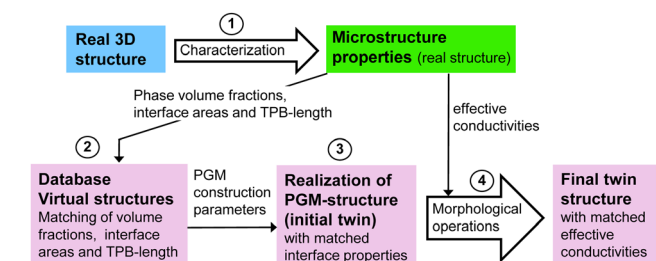 1
Real 3D
structure
Characterization
Microstructure
properties (real structure)
Phase volume fractions,
interface areas and TPB-length
effective
conductivities
2
Database
Virtual structures
Matching of volume
fractions, interface
areas and TPB-length
PGM
construction
parameters
3
Realization of
PGM-structure
(initial twin)
with matched
interface properties
4
Morphological
operations
Final twin
structure
with matched
effective
conductivities